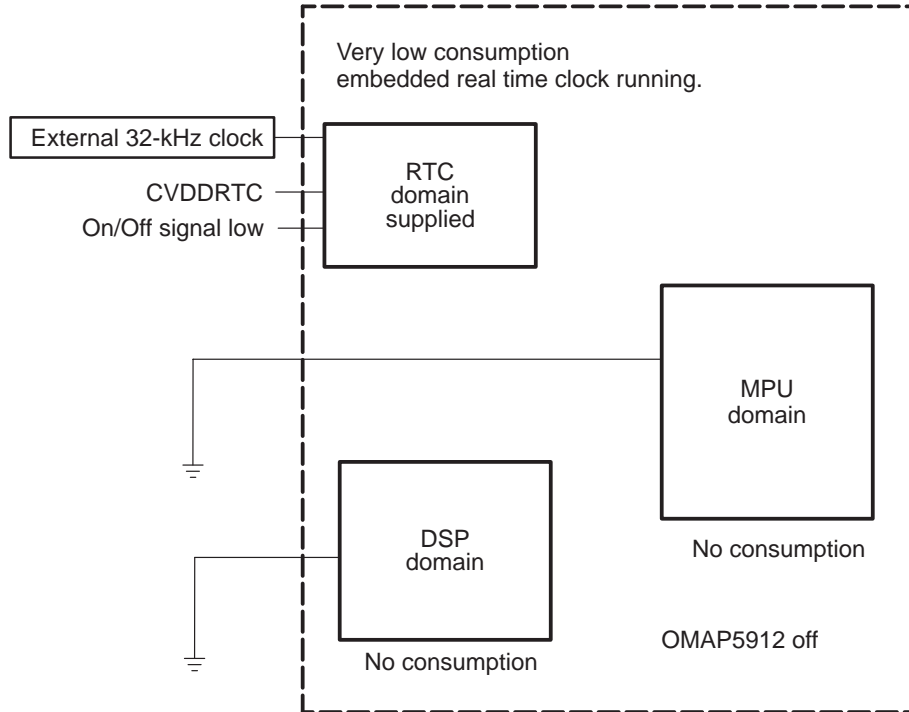 Very low consumption
embedded real time clock running.
External 32-kHz clock
CVDDRTC
On/Off signal low
RTC
domain
supplied
MPU
domain
No consumption
DSP
domain
No consumption
OMAP5912 off